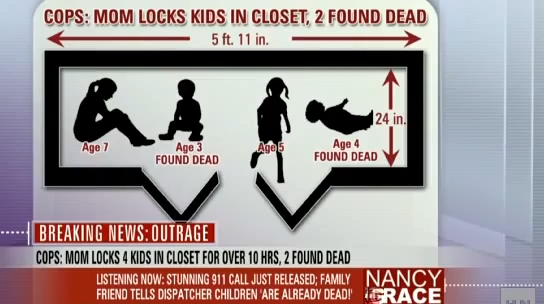 COPS: MOM LOCKS KIDS IN CLOSET, 2 FOUND DEAD
5 ft. 11 in.
24 in.
Age 7
Age 3
FOUND DEAD
Age 5
Age 4
FOUND DEAD
BREAKING NEWS: OUTRAGE
COPS: MOM LOCKS 4 KIDS IN CLOSET FOR OVER 10 HRS, 2 FOUND DEAD
LISTENING NOW: STUNNING 911 CALL JUST RELEASED; FAMILY
FRIEND TELLS DISPATCHER CHILDREN 'ARE ALREADY DEAD!'
NANCY
GRACE